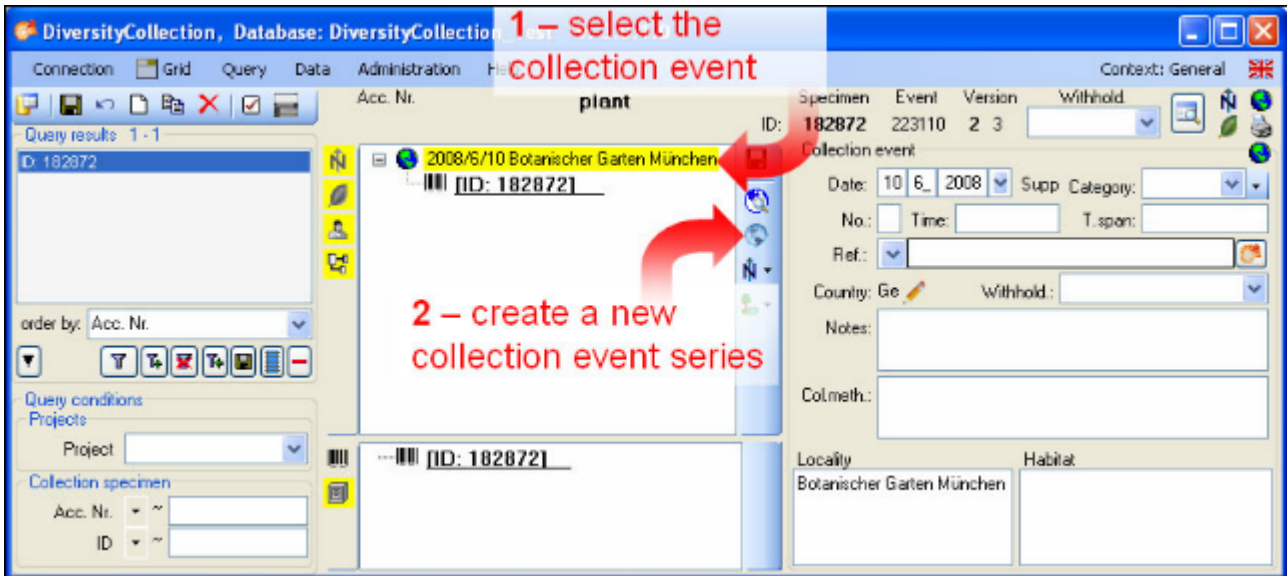 DiversityCollection, Database: DiversityCollection_Test
1 – select the
collection event
Connection Grid Query Data Administration Context: General
Acc. Nr. plant Specimen Event Version Withhold
ID: 182872 223110 2 3
Query results 1 - 1
ID: 182872
2008/6/10 Botanischer Garten München
[ID: 182872]
Collection event
Date: 10 6_ 2008 Supp Category:
No.: Time: T.span:
Ref.:
Country: Ge Withhold.:
2 – create a new
collection event series
Notes:
order by: Acc. Nr.
Col.meth.:
Query conditions
Projects
Project
[ID: 182872]
Collection specimen
Acc. Nr. ~
ID ~
Locality Habitat
Botanischer Garten München